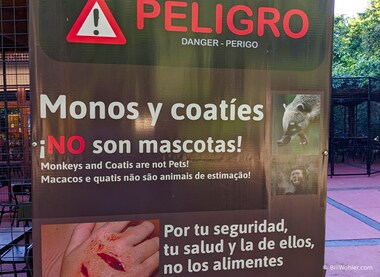 PELIGRO
DANGER - PERIGO
Monos y coatíes
¡NO son mascotas!
Monkeys and Coatis are not Pets!
Macacos e quatis não são animais de estimação!
Por tu seguridad,
tu salud y la de ellos,
no los alimentes
© BillWohler.com